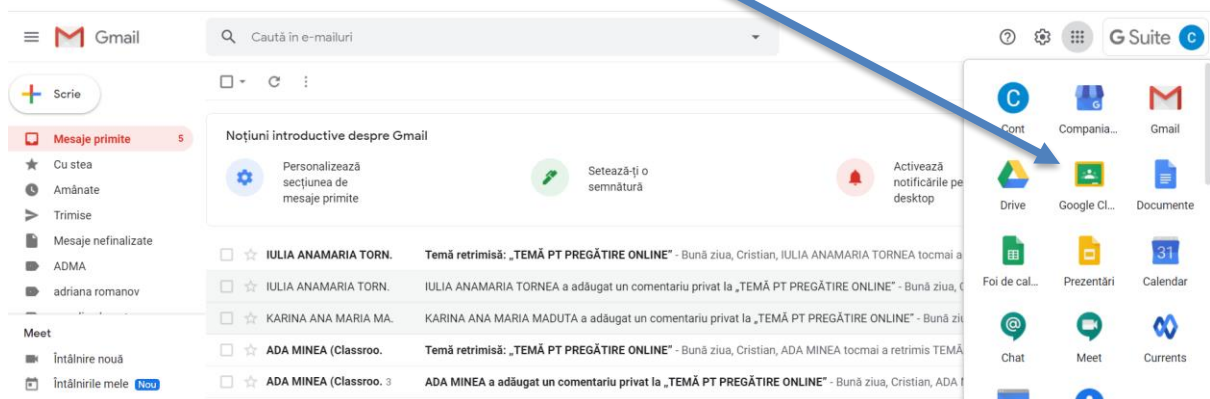 Gmail
Caută în e-mailuri
G Suite
C
Scrie
Noțiuni introductive despre Gmail
Personalizează
secțiunea de
mesaje primite
Setează-ți o
semnătură
Activează
notificările pe
desktop
Mesaje primite 5
Cu stea
Amânate
Trimise
Mesaje nefinalizate
ADMA
adriana romanov
Meet
Întâlnire nouă
Întâlnirile mele Nou
IULIA ANAMARIA TORN. Temă retrimisă: „TEMĂ PT PREGĂTIRE ONLINE” - Bună ziua, Cristian, IULIA ANAMARIA TORNEA tocmai a
IULIA ANAMARIA TORN. IULIA ANAMARIA TORNEA a adăugat un comentariu privat la „TEMĂ PT PREGĂTIRE ONLINE” - Bună ziua,
KARINA ANA MARIA MA. KARINA ANA MARIA MADUTA a adăugat un comentariu privat la „TEMĂ PT PREGĂTIRE ONLINE” - Bună
ADA MINEA (Classroo. Temă retrimisă: „TEMĂ PT PREGĂTIRE ONLINE” - Bună ziua, Cristian, ADA MINEA tocmai a retrimis TEMĂ
ADA MINEA (Classroo. 3 ADA MINEA a adăugat un comentariu privat la „TEMĂ PT PREGĂTIRE ONLINE” - Bună ziua, Cristian, ADA
C
G
Cont Compania... Gmail
Drive Google Cl... Documente
31
Foi de cal... Prezentări Calendar
Chat Meet Currents